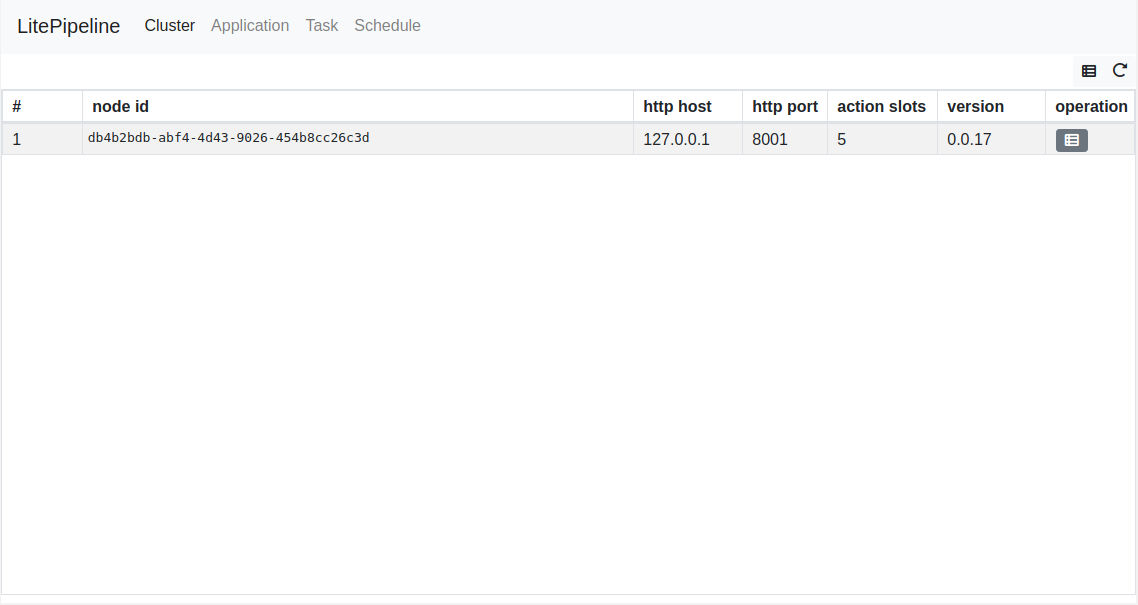 LitePipeline Cluster Application Task Schedule
# node id http host http port action slots version operation
1 db4b2bdb-abf4-4d43-9026-454b8cc26c3d 127.0.0.1 8001 5 0.0.17